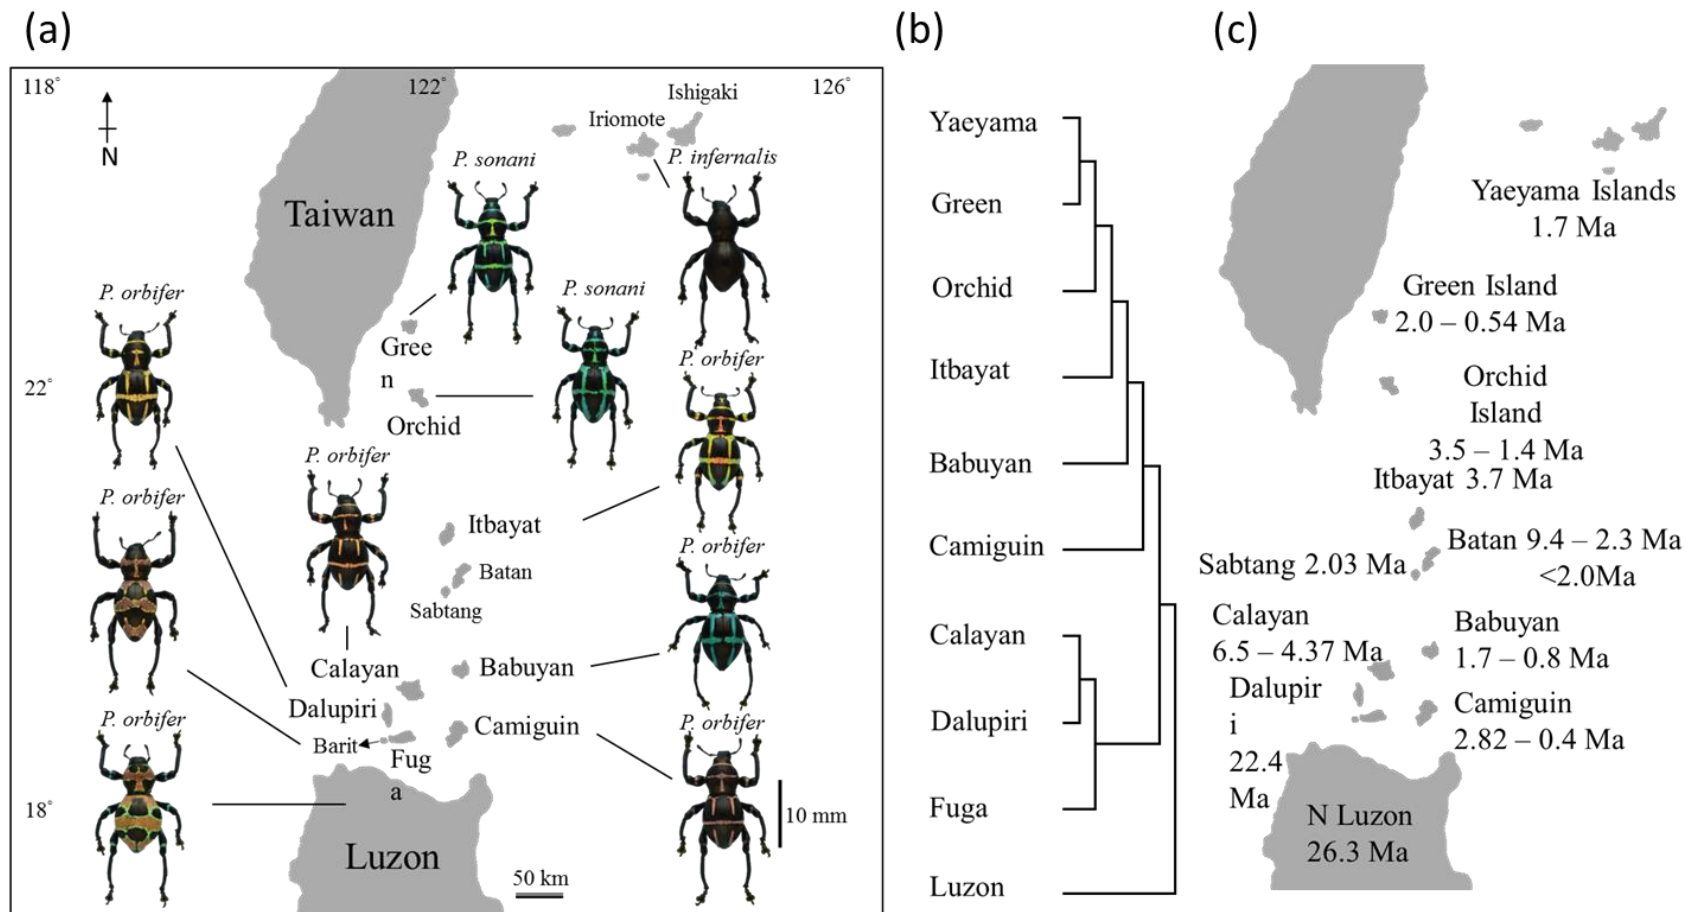 (a)
118°
122°
126°
N
Ishigaki
Iriomote
P. sonani
P. infernalis
Taiwan
P. orbifer
P. sonani
Gree
n
P. orbifer
22°
Orchid
P. orbifer
P. orbifer
Itbayat
P. orbifer
Batan
Sabtang
Calayan
Babuyan
Dalupiri
P. orbifer
Camiguin
P. orbifer
Barit
Fug
a
18°
10 mm
Luzon
50 km
(b)
Yaeyama
Green
Orchid
Itbayat
Babuyan
Camiguin
Calayan
Dalupiri
Fuga
Luzon
(c)
Yaeyama Islands
1.7 Ma
Green Island
2.0 – 0.54 Ma
Orchid
Island
3.5 – 1.4 Ma
Itbayat 3.7 Ma
Batan 9.4 – 2.3 Ma
<2.0Ma
Sabtang 2.03 Ma
Calayan
6.5 – 4.37 Ma
Babuyan
1.7 – 0.8 Ma
Dalupir
i
22.4
Ma
Camiguin
2.82 – 0.4 Ma
N Luzon
26.3 Ma